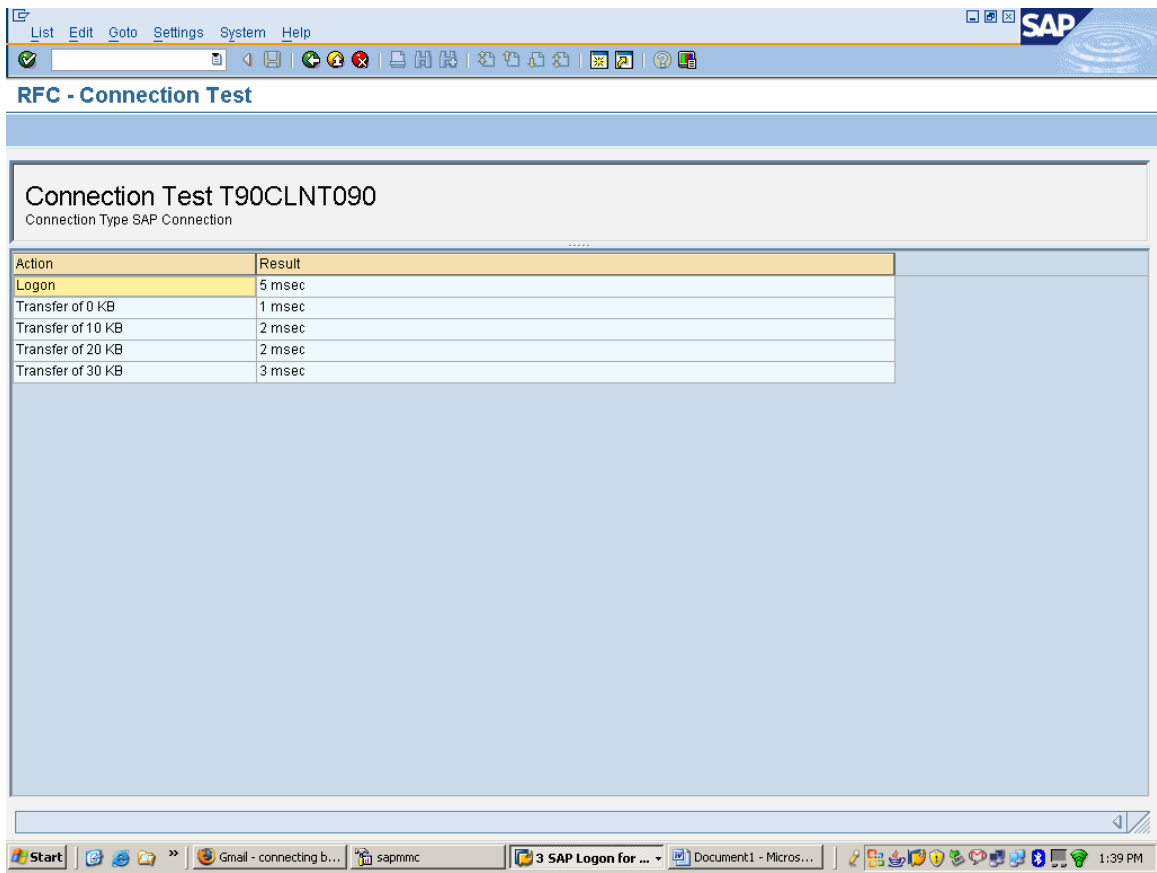 List Edit Goto Settings System Help
SAP
RFC - Connection Test
Connection Test T90CLNT090
Connection Type SAP Connection
Action Result
Logon 5 msec
Transfer of 0 KB 1 msec
Transfer of 10 KB 2 msec
Transfer of 20 KB 2 msec
Transfer of 30 KB 3 msec
Start » Gmail - connecting b... sapmmc 3 SAP Logon for ... Document1 - Micros... 1:39 PM